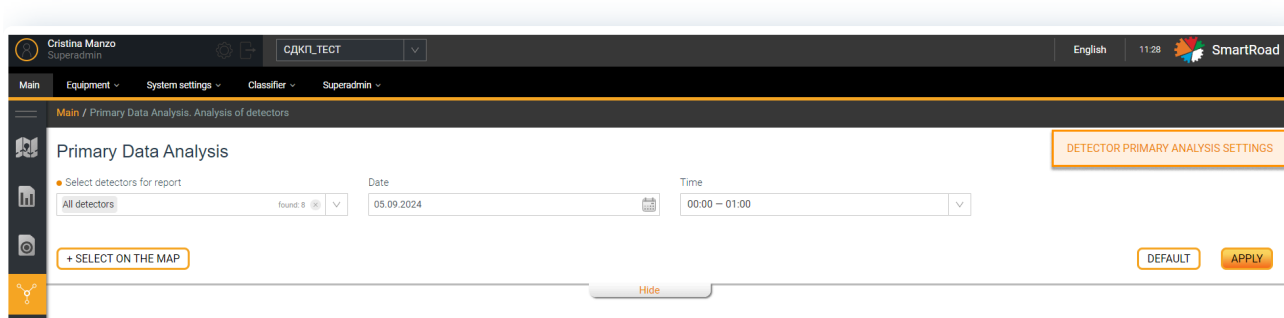 Cristina Manzo
Superadmin
СДКП_ТЕСТ
English
11:28
SmartRoad
Main
Equipment
System settings
Classifier
Superadmin
Main / Primary Data Analysis. Analysis of detectors
Primary Data Analysis
DETECTOR PRIMARY ANALYSIS SETTINGS
Select detectors for report
Date
Time
All detectors
found: 8
05.09.2024
00:00 — 01:00
+ SELECT ON THE MAP
DEFAULT
APPLY
Hide